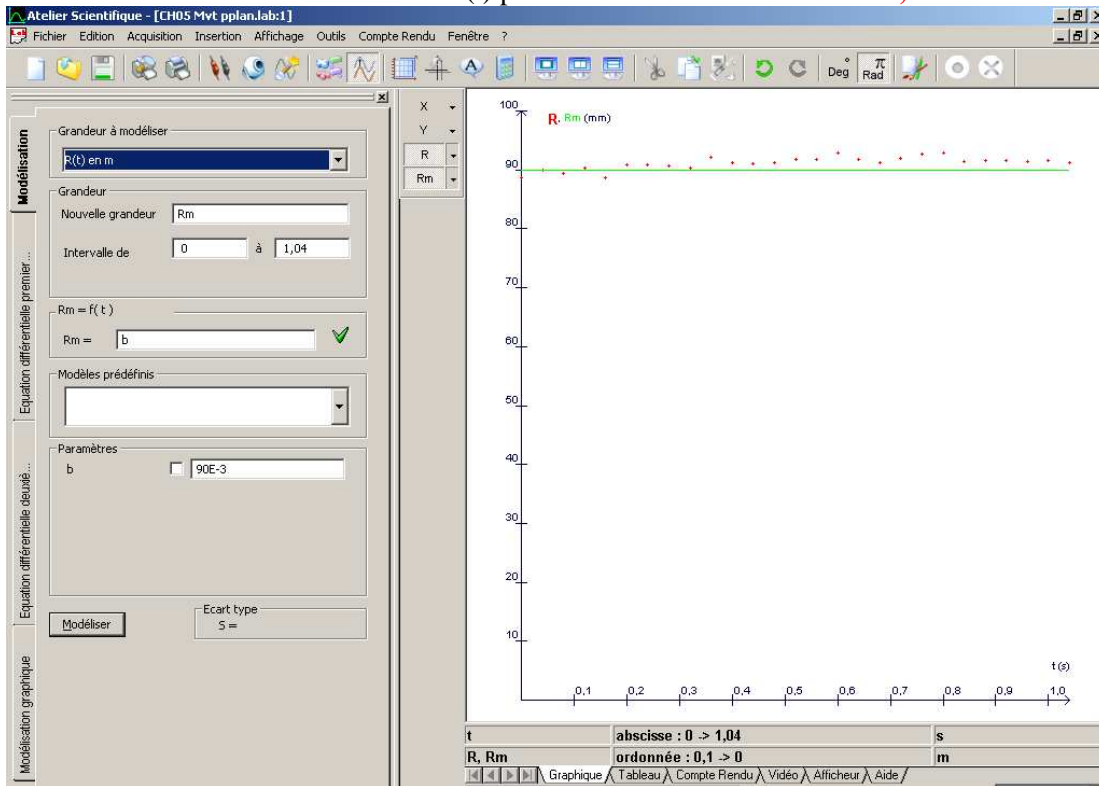 Atelier Scientifique - [CH05 Mvt pplan.lab:1]
Fichier Edition Acquisition Insertion Affichage Outils Compte Rendu Fenêtre ?
Deg Rad
Modélisation
Equation différentielle premier ...
Equation différentielle deuxiè...
Modélisation graphique
Grandeur à modéliser
R(t) en m
Grandeur
Nouvelle grandeur Rm
Intervalle de 0 à 1,04
Rm = f( t )
Rm = b
Modèles prédéfinis
Paramètres
b 90E-3
Modéliser
Ecart type
S =
X
Y
R
Rm
R, Rm (mm)
100
90
80
70
60
50
40
30
20
10
t (s)
0,1 0,2 0,3 0,4 0,5 0,6 0,7 0,8 0,9 1,0
t abscisse : 0 -> 1,04 s
R, Rm ordonnée : 0,1 -> 0 m
Graphique Tableau Compte Rendu Vidéo Afficheur Aide